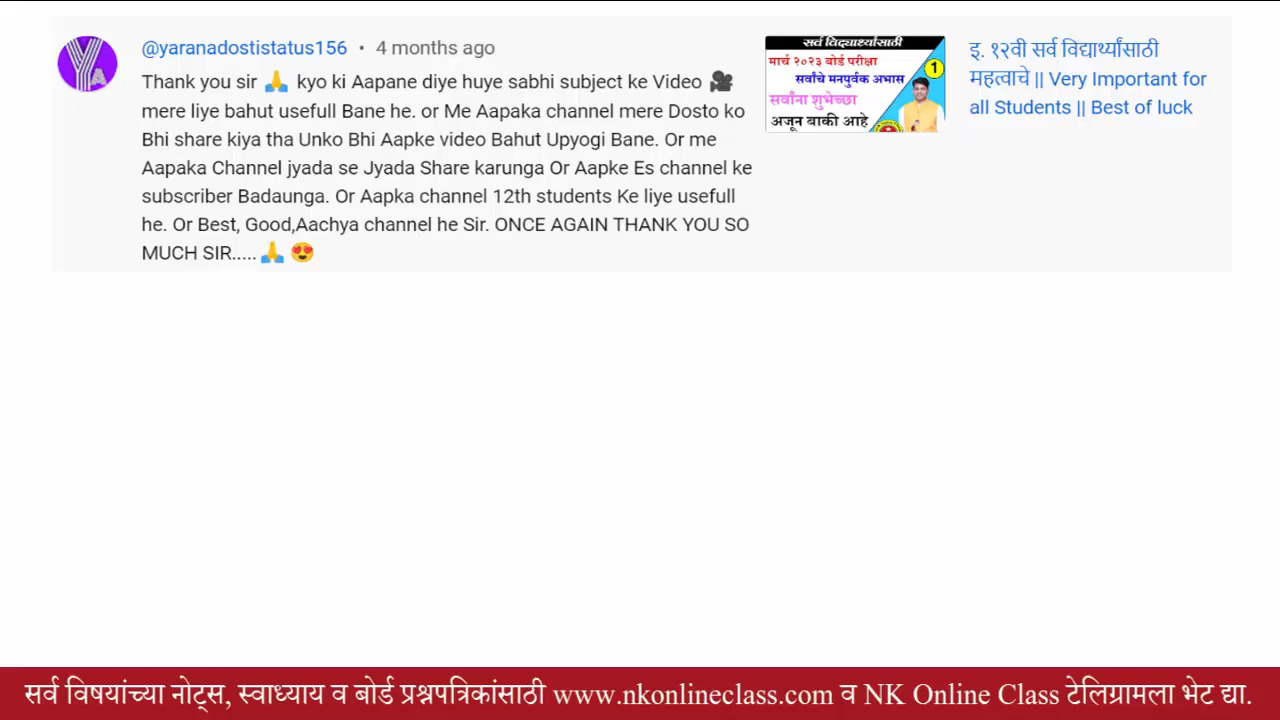 @yaranadostistatus156 • 4 months ago
Thank you sir 🙏 kyo ki Aapane diye huye sabhi subject ke Video 🎥
mere liye bahut usefull Bane he. or Me Aapaka channel mere Dosto ko
Bhi share kiya tha Unko Bhi Aapke video Bahut Upyogi Bane. Or me
Aapaka Channel jyada se Jyada Share karunga Or Aapke Es channel ke
subscriber Badaunga. Or Aapka channel 12th students Ke liye usefull
he. Or Best, Good,Aachya channel he Sir. ONCE AGAIN THANK YOU SO
MUCH SIR..... 🙏 😍
YA
सर्व विद्यार्थ्यांसाठी
मार्च २०२३ बोर्ड परीक्षा
सर्वांचे मनपुर्वक अभास
1
सर्वांना शुभेच्छा
अजून बाकी आहे
इ. १२वी सर्व विद्यार्थ्यांसाठी
महत्वाचे || Very Important for
all Students || Best of luck
सर्व विषयांच्या नोट्स, स्वाध्याय व बोर्ड प्रश्नपत्रिकांसाठी www.nkonlineclass.com व NK Online Class टेलिग्रामला भेट द्या.